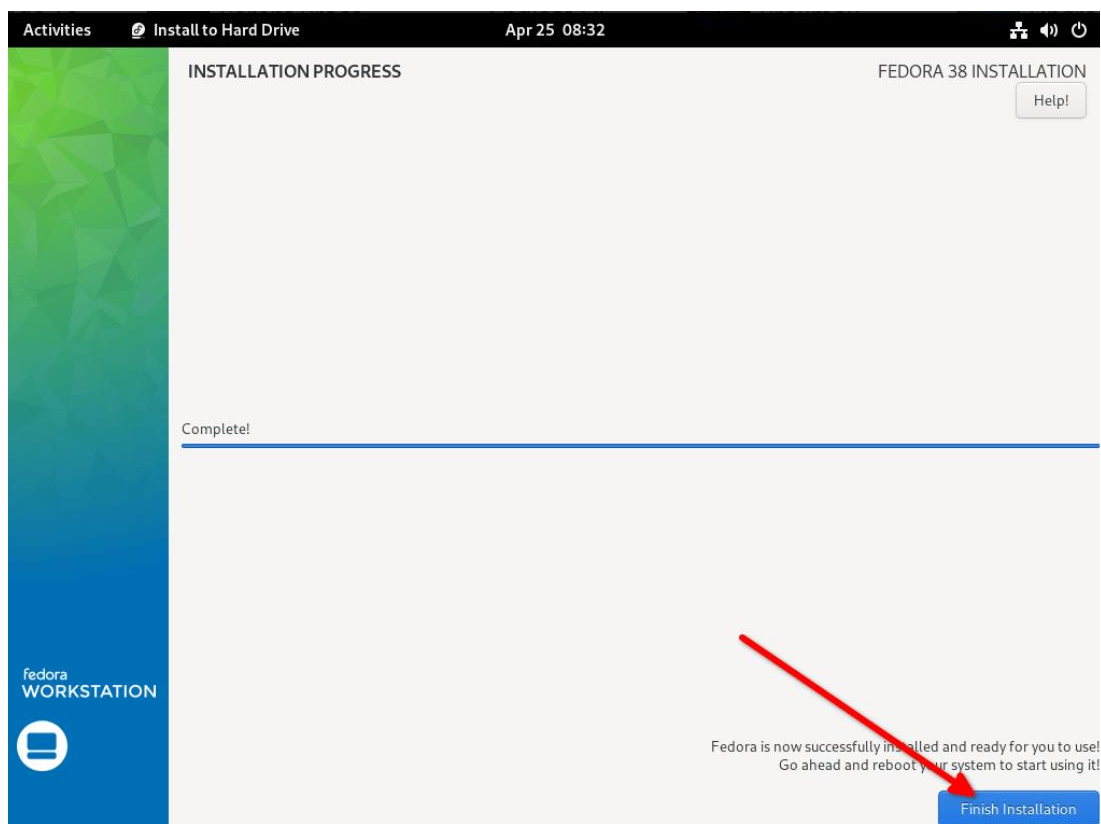 Activities Install to Hard Drive Apr 25 08:32
INSTALLATION PROGRESS FEDORA 38 INSTALLATION
Help!
Complete!
fedora
WORKSTATION
Fedora is now successfully installed and ready for you to use!
Go ahead and reboot your system to start using it!
Finish Installation